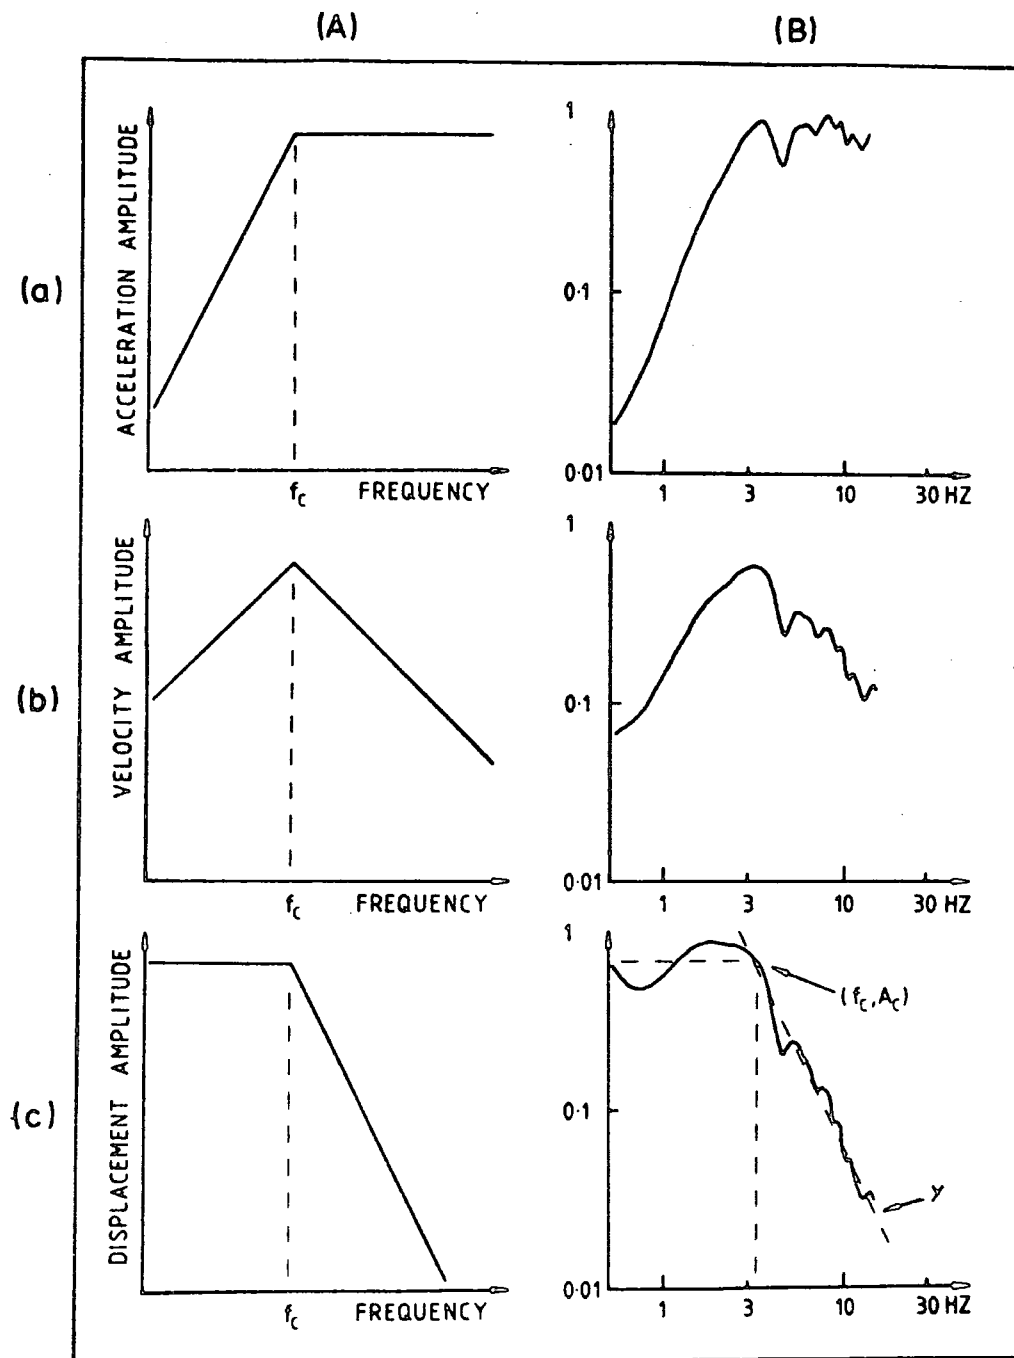 (A)
(B)
(a)
ACCELERATION AMPLITUDE
f_c FREQUENCY
1
0·1
0·01
1 3 10 30 HZ
(b)
VELOCITY AMPLITUDE
f_c FREQUENCY
1
0·1
0·01
1 3 10 30 HZ
(c)
DISPLACEMENT AMPLITUDE
f_c FREQUENCY
1
0·1
0·01
(f_c, A_c)
γ
1 3 10 30 HZ